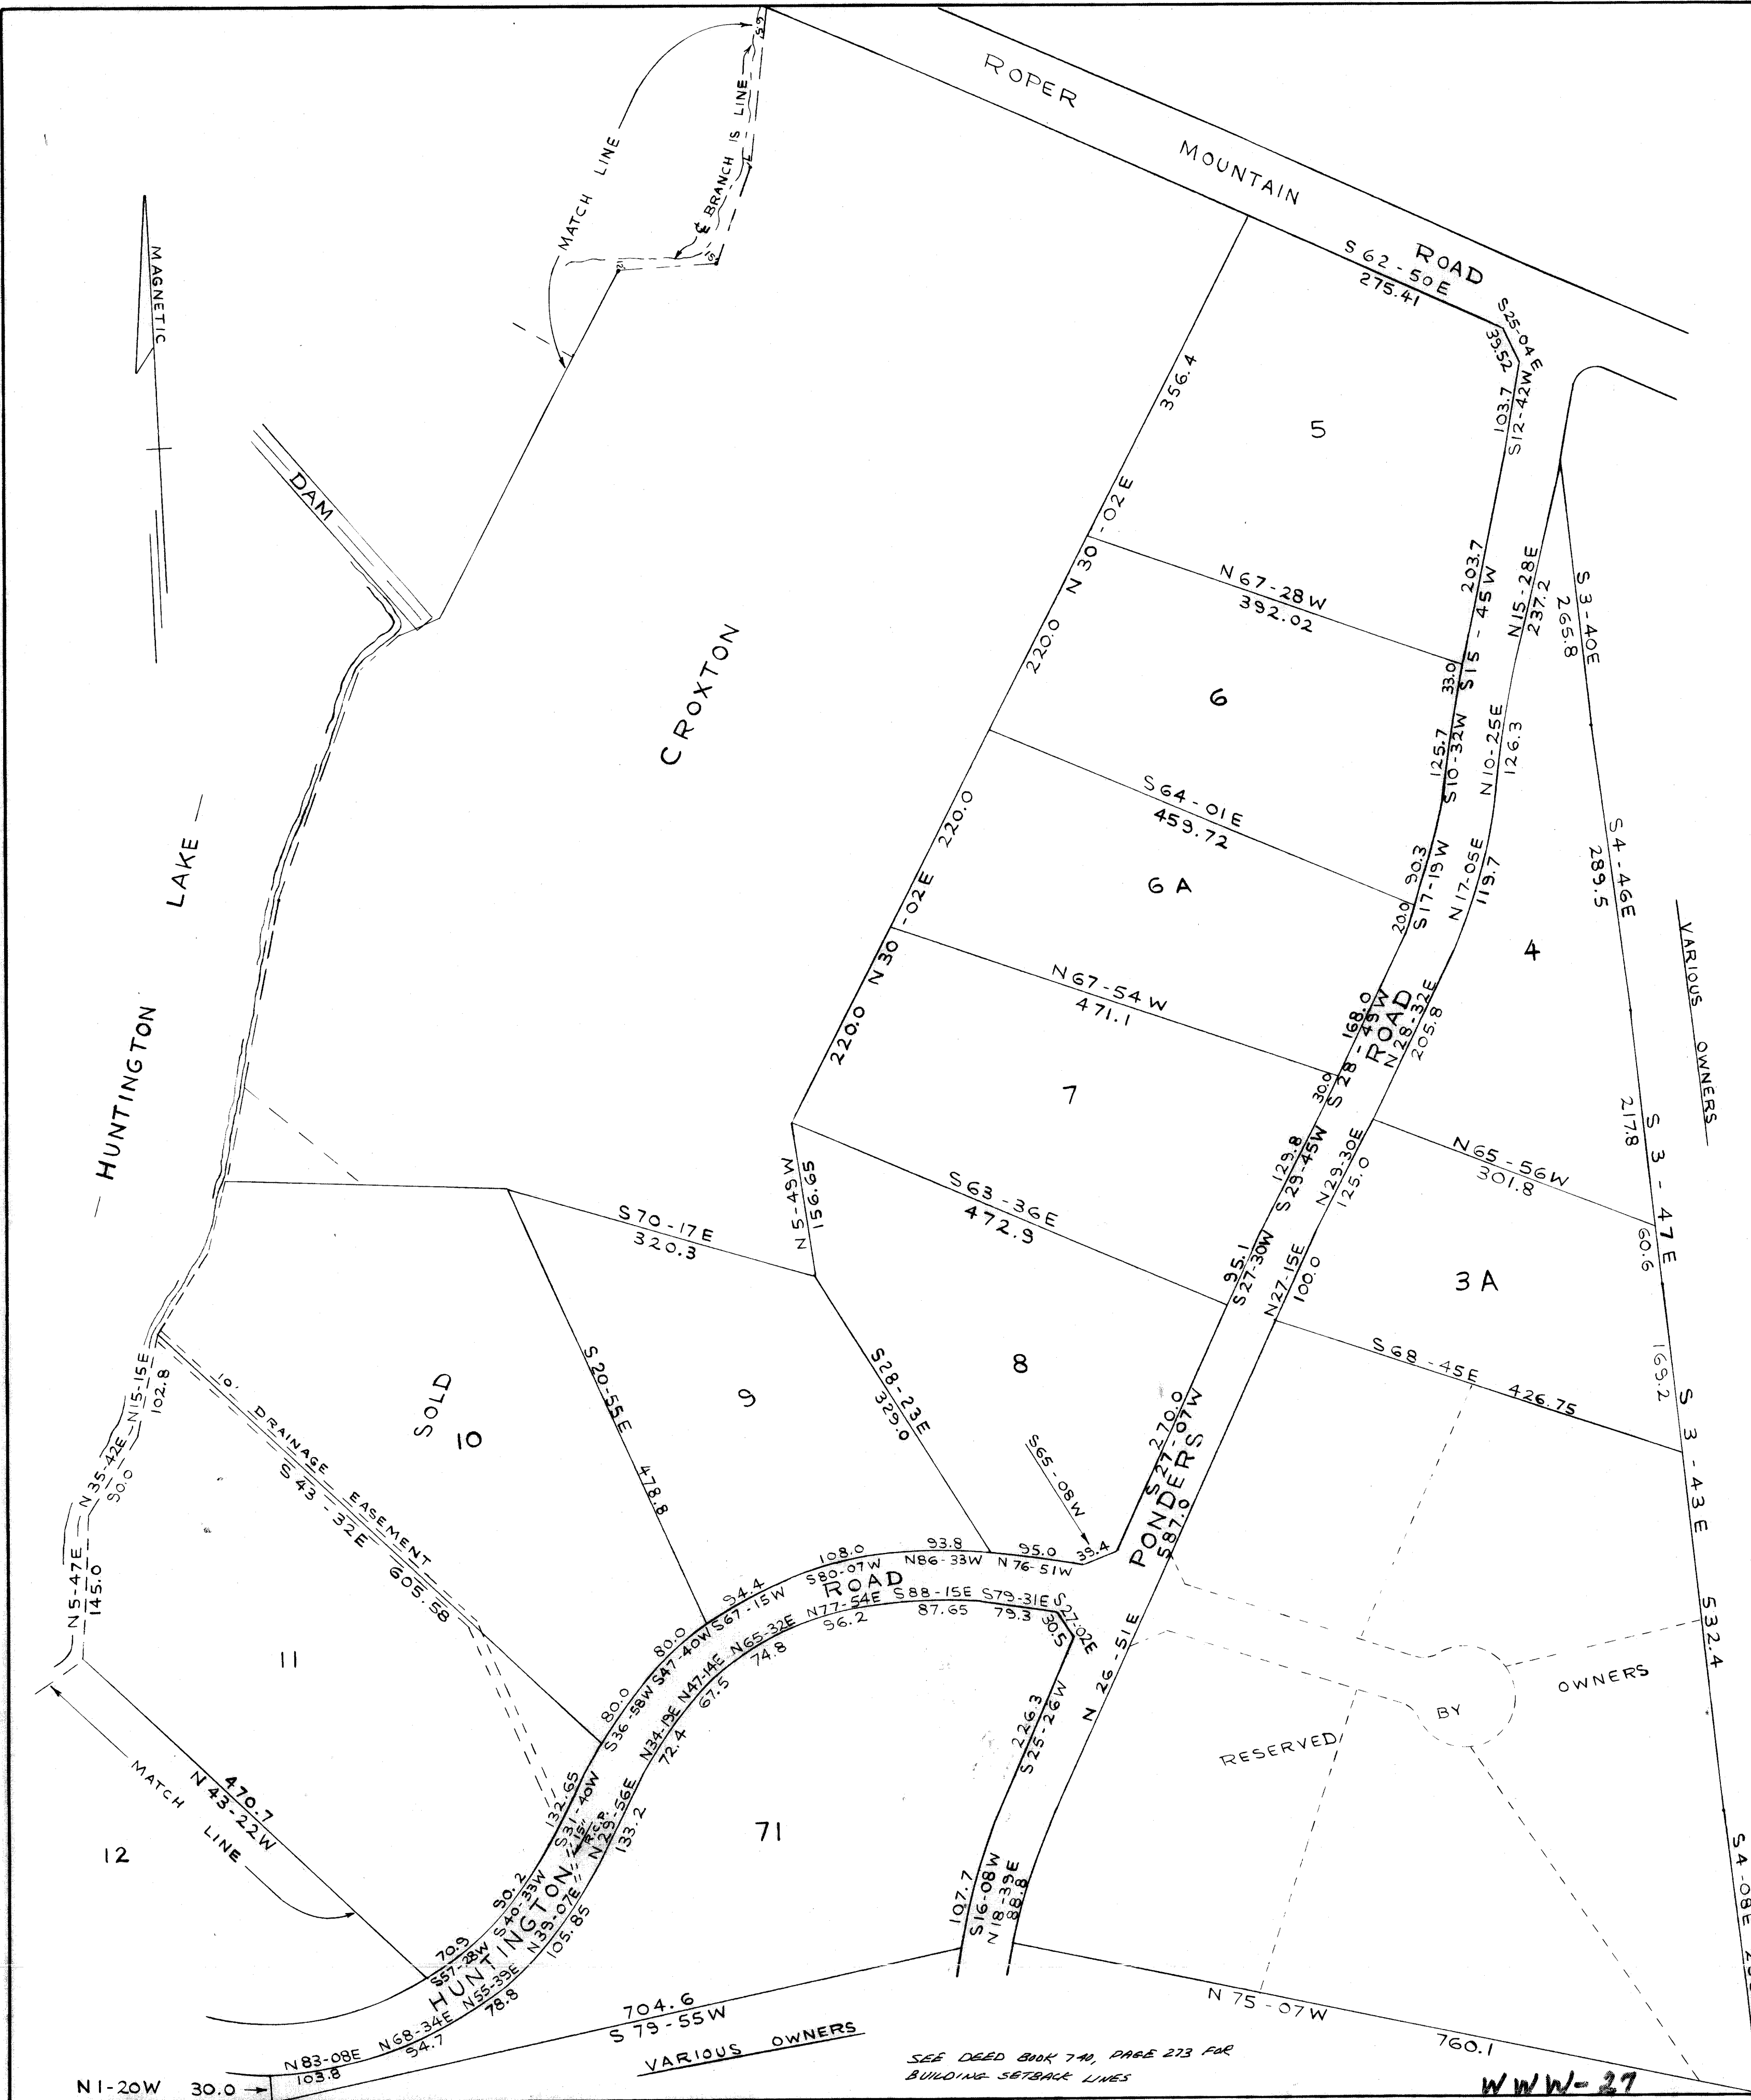 ROPER MOUNTAIN ROAD
MATCH LINE
BRANCH IS LINE
MAGNETIC
DAM
S 62-50 E
275.41
S25-04E
39.52
103.7
S12-42W
356.4
5
N 30-02E
203.7
S15-45W
N15-28E
237.2
S3-40E
265.8
N67-28W
392.02
220.0
33.0
CROXTON
6
125.7
S10-32W
N10-25E
126.3
S64-01E
459.72
220.0
90.3
S17-19W
N17-05E
119.7
S4-46E
289.5
HUNTINGTON LAKE
6A
20.0
N 30-02E
4
VARIOUS OWNERS
N67-54W
471.1
220.0
168.0
S28-49W
ROAD
N28-32E
205.8
7
30.0
129.8
S29-45W
N29-30E
125.0
217.8
S3-47E
N65-56W
301.8
60.6
N5-49W
156.65
S63-36E
472.9
S70-17E
320.3
95.1
S27-30W
N27-15E
100.0
3A
S68-45E 426.75
169.2
S3-43E
532.4
8
9
S28-23E
329.0
S20-55E
478.8
SOLD
10
N15-15E
102.8
N35-42E
90.0
10' DRAINAGE EASEMENT
S43-32E
605.58
S65-08W
39.4
270.0
S27-07W
PONDERS
587.0
N5-47E
145.0
11
108.0
S80-07W
93.8
N86-33W
95.0
N76-51W
ROAD
94.4
S67-15W
N77-54E
96.2
S88-15E
87.65
S79-31E
79.3
S27-02E
30.5
80.0
S47-40W
N65-32E
74.8
80.0
S36-58W
N47-14E
67.5
N34-19E
72.4
226.3
S25-26W
N 26-51E
OWNERS
BY
RESERVED
MATCH LINE
470.7
N43-22W
132.65
S31-40W
15" R.C.P.
N29-56E
133.2
71
12
90.2
S40-33W
HUNTINGTON
N39-07E
105.85
107.7
S16-08W
N18-39E
88.8
S4-08E
70.9
S57-28W
N55-39E
78.8
N68-34E
94.7
N83-08E
103.8
N1-20W 30.0
704.6
S 79-55W
VARIOUS OWNERS
N 75-07W
760.1
SEE DEED BOOK 740, PAGE 273 FOR
BUILDING SETBACK LINES
WWW-27